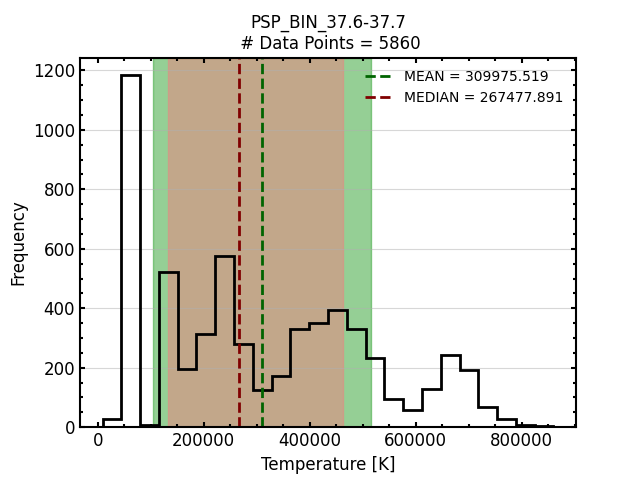 PSP_BIN_37.6-37.7
# Data Points = 5860
MEAN = 309975.519
MEDIAN = 267477.891
Frequency
1200
1000
800
600
400
200
0
0 200000 400000 600000 800000
Temperature [K]